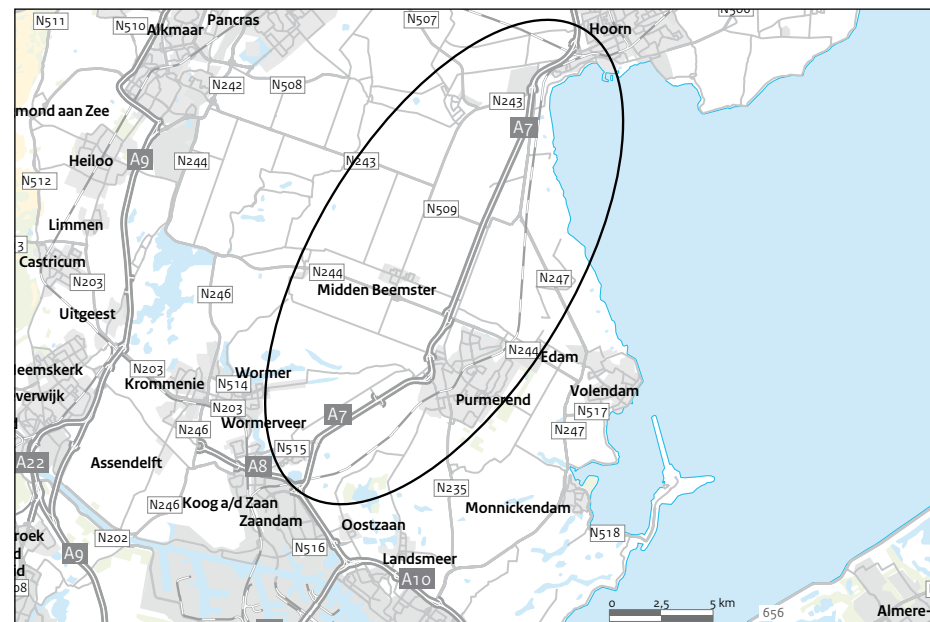 N511
N510
Pancras
Alkmaar
N507
Hoorn
N242
N508
N243
mond aan Zee
A7
A9
Heiloo
N244
N243
N512
N509
Limmen
Castricum
N203
N244
N247
Midden Beemster
N246
Uitgeest
N244
Edam
N203
Wormer
eemskerk
Krommenie
N514
Volendam
verwijk
N203
Purmerend
N517
A7
Wormerveer
N246
N247
N515
A22
Assendelft
A8
N235
Koog a/d Zaan
N246
Monnickendam
Zaandam
Oostzaan
roek
N202
N516
N518
A9
Landsmeer
A10
0 2,5 5 km
656
Almere-